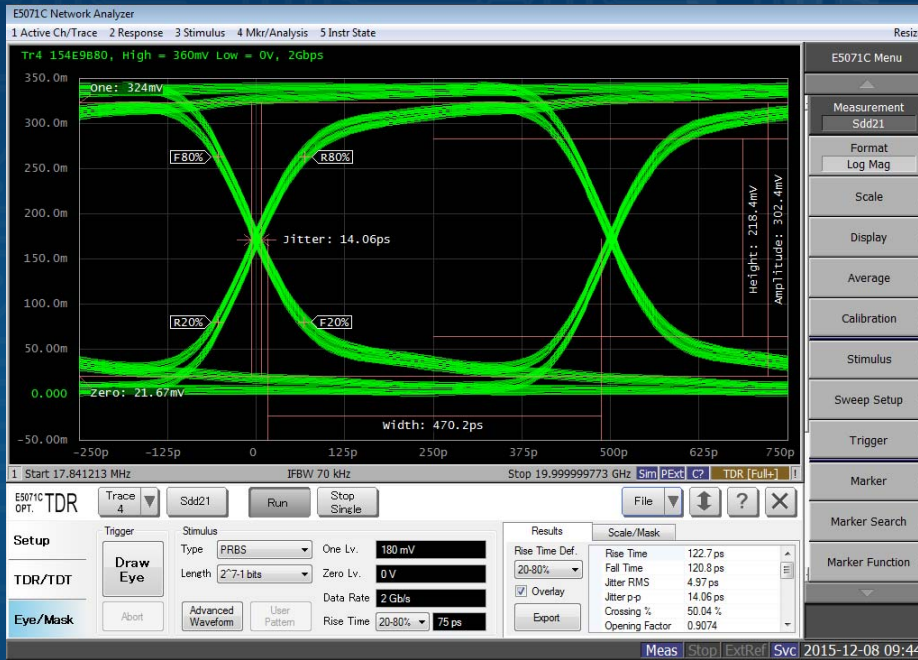 E5071C Network Analyzer
1 Active Ch/Trace 2 Response 3 Stimulus 4 Mkr/Analysis 5 Instr State
Resiz
Tr4 154E9B80, High = 360mV Low = 0V, 2Gbps
350.0m
One: 324mV
300.0m
F80%
R80%
250.0m
200.0m
Jitter: 14.06ps
Height: 218.4mV
Amplitude: 302.4mV
150.0m
100.0m
R20%
F20%
50.00m
0.000
Zero: 21.67mV
Width: 470.2ps
-50.00m
-250p -125p 0 125p 250p 375p 500p 625p 750p
1 Start 17.841213 MHz IFBW 70 kHz Stop 19.999999773 GHz Sim PExt C? TDR [Full+] !
E5071C Menu
Measurement
Sdd21
Format
Log Mag
Scale
Display
Average
Calibration
Stimulus
Sweep Setup
Trigger
Marker
Marker Search
Marker Function
E5071C
OPT. TDR
Trace
4
Sdd21
Run
Stop
Single
File
?
Setup
TDR/TDT
Eye/Mask
Trigger
Draw
Eye
Abort
Stimulus
Type PRBS
Length 2^7-1 bits
Advanced
Waveform
User
Pattern
One Lv. 180 mV
Zero Lv. 0 V
Data Rate 2 Gb/s
Rise Time 20-80% 75 ps
Results
Scale/Mask
Rise Time Def.
20-80%
Overlay
Export
Rise Time 122.7 ps
Fall Time 120.8 ps
Jitter RMS 4.97 ps
Jitter p-p 14.06 ps
Crossing % 50.04 %
Opening Factor 0.9074
Meas Stop ExtRef Svc 2015-12-08 09:44